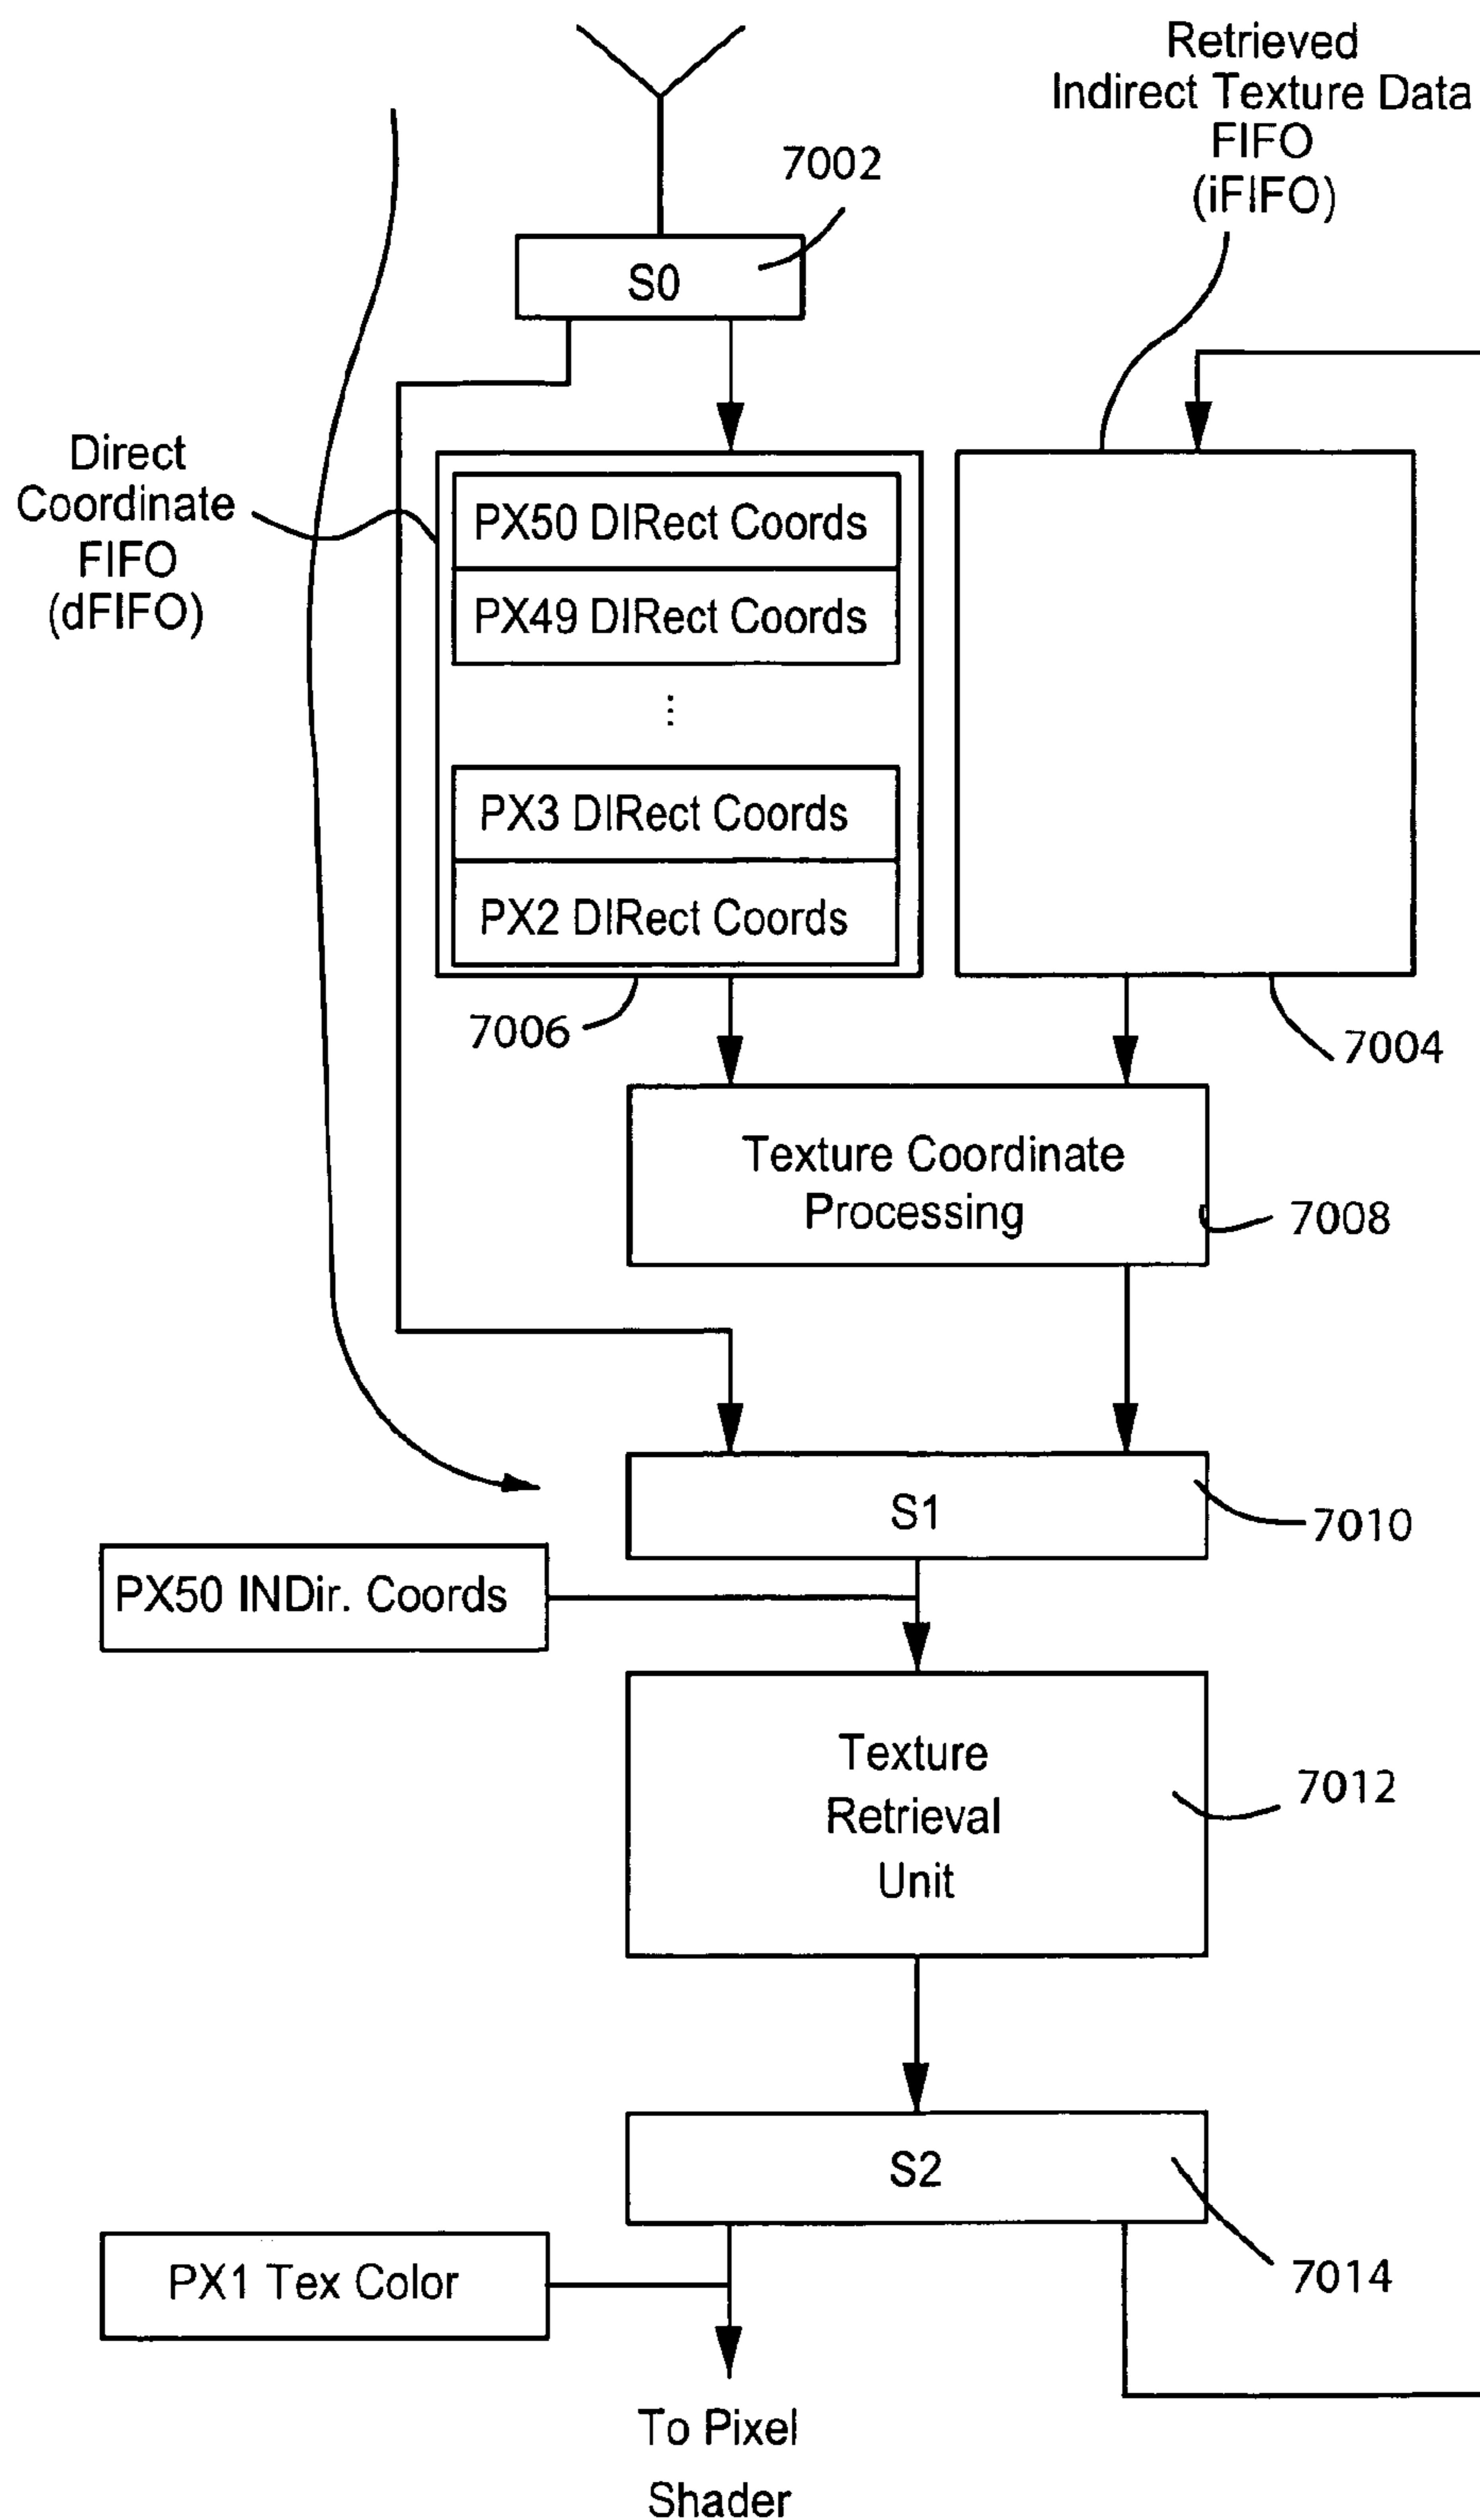 Retrieved
Indirect Texture Data
FIFO
(iFIFO)
7002
S0
Direct
Coordinate
FIFO
(dFIFO)
PX50 DIRect Coords
PX49 DIRect Coords
⋮
PX3 DIRect Coords
PX2 DIRect Coords
7006
7004
Texture Coordinate
Processing
7008
S1
7010
PX50 INDir. Coords
Texture
Retrieval
Unit
7012
S2
7014
PX1 Tex Color
To Pixel
Shader